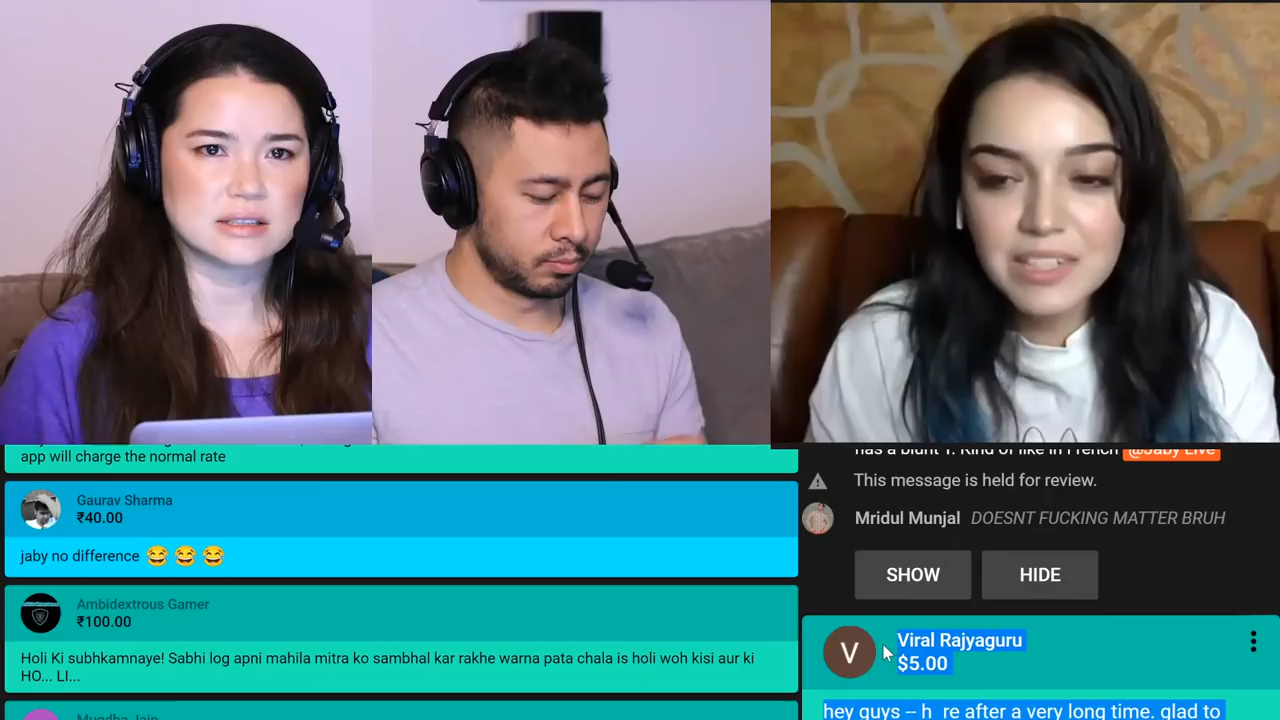 app will charge the normal rate
Gaurav Sharma
₹40.00
jaby no difference 😂 😂 😂
Ambidextrous Gamer
₹100.00
Holi Ki subhkamnaye! Sabhi log apni mahila mitra ko sambhal kar rakhe warna pata chala is holi woh kisi aur ki
HO... LI...
Mugdha Jain
has a blunt 1. Kind of like in French @Jaby Live
This message is held for review.
Mridul Munjal DOESNT FUCKING MATTER BRUH
SHOW HIDE
V
Viral Rajyaguru
$5.00
hey guys -- h re after a very long time. glad to